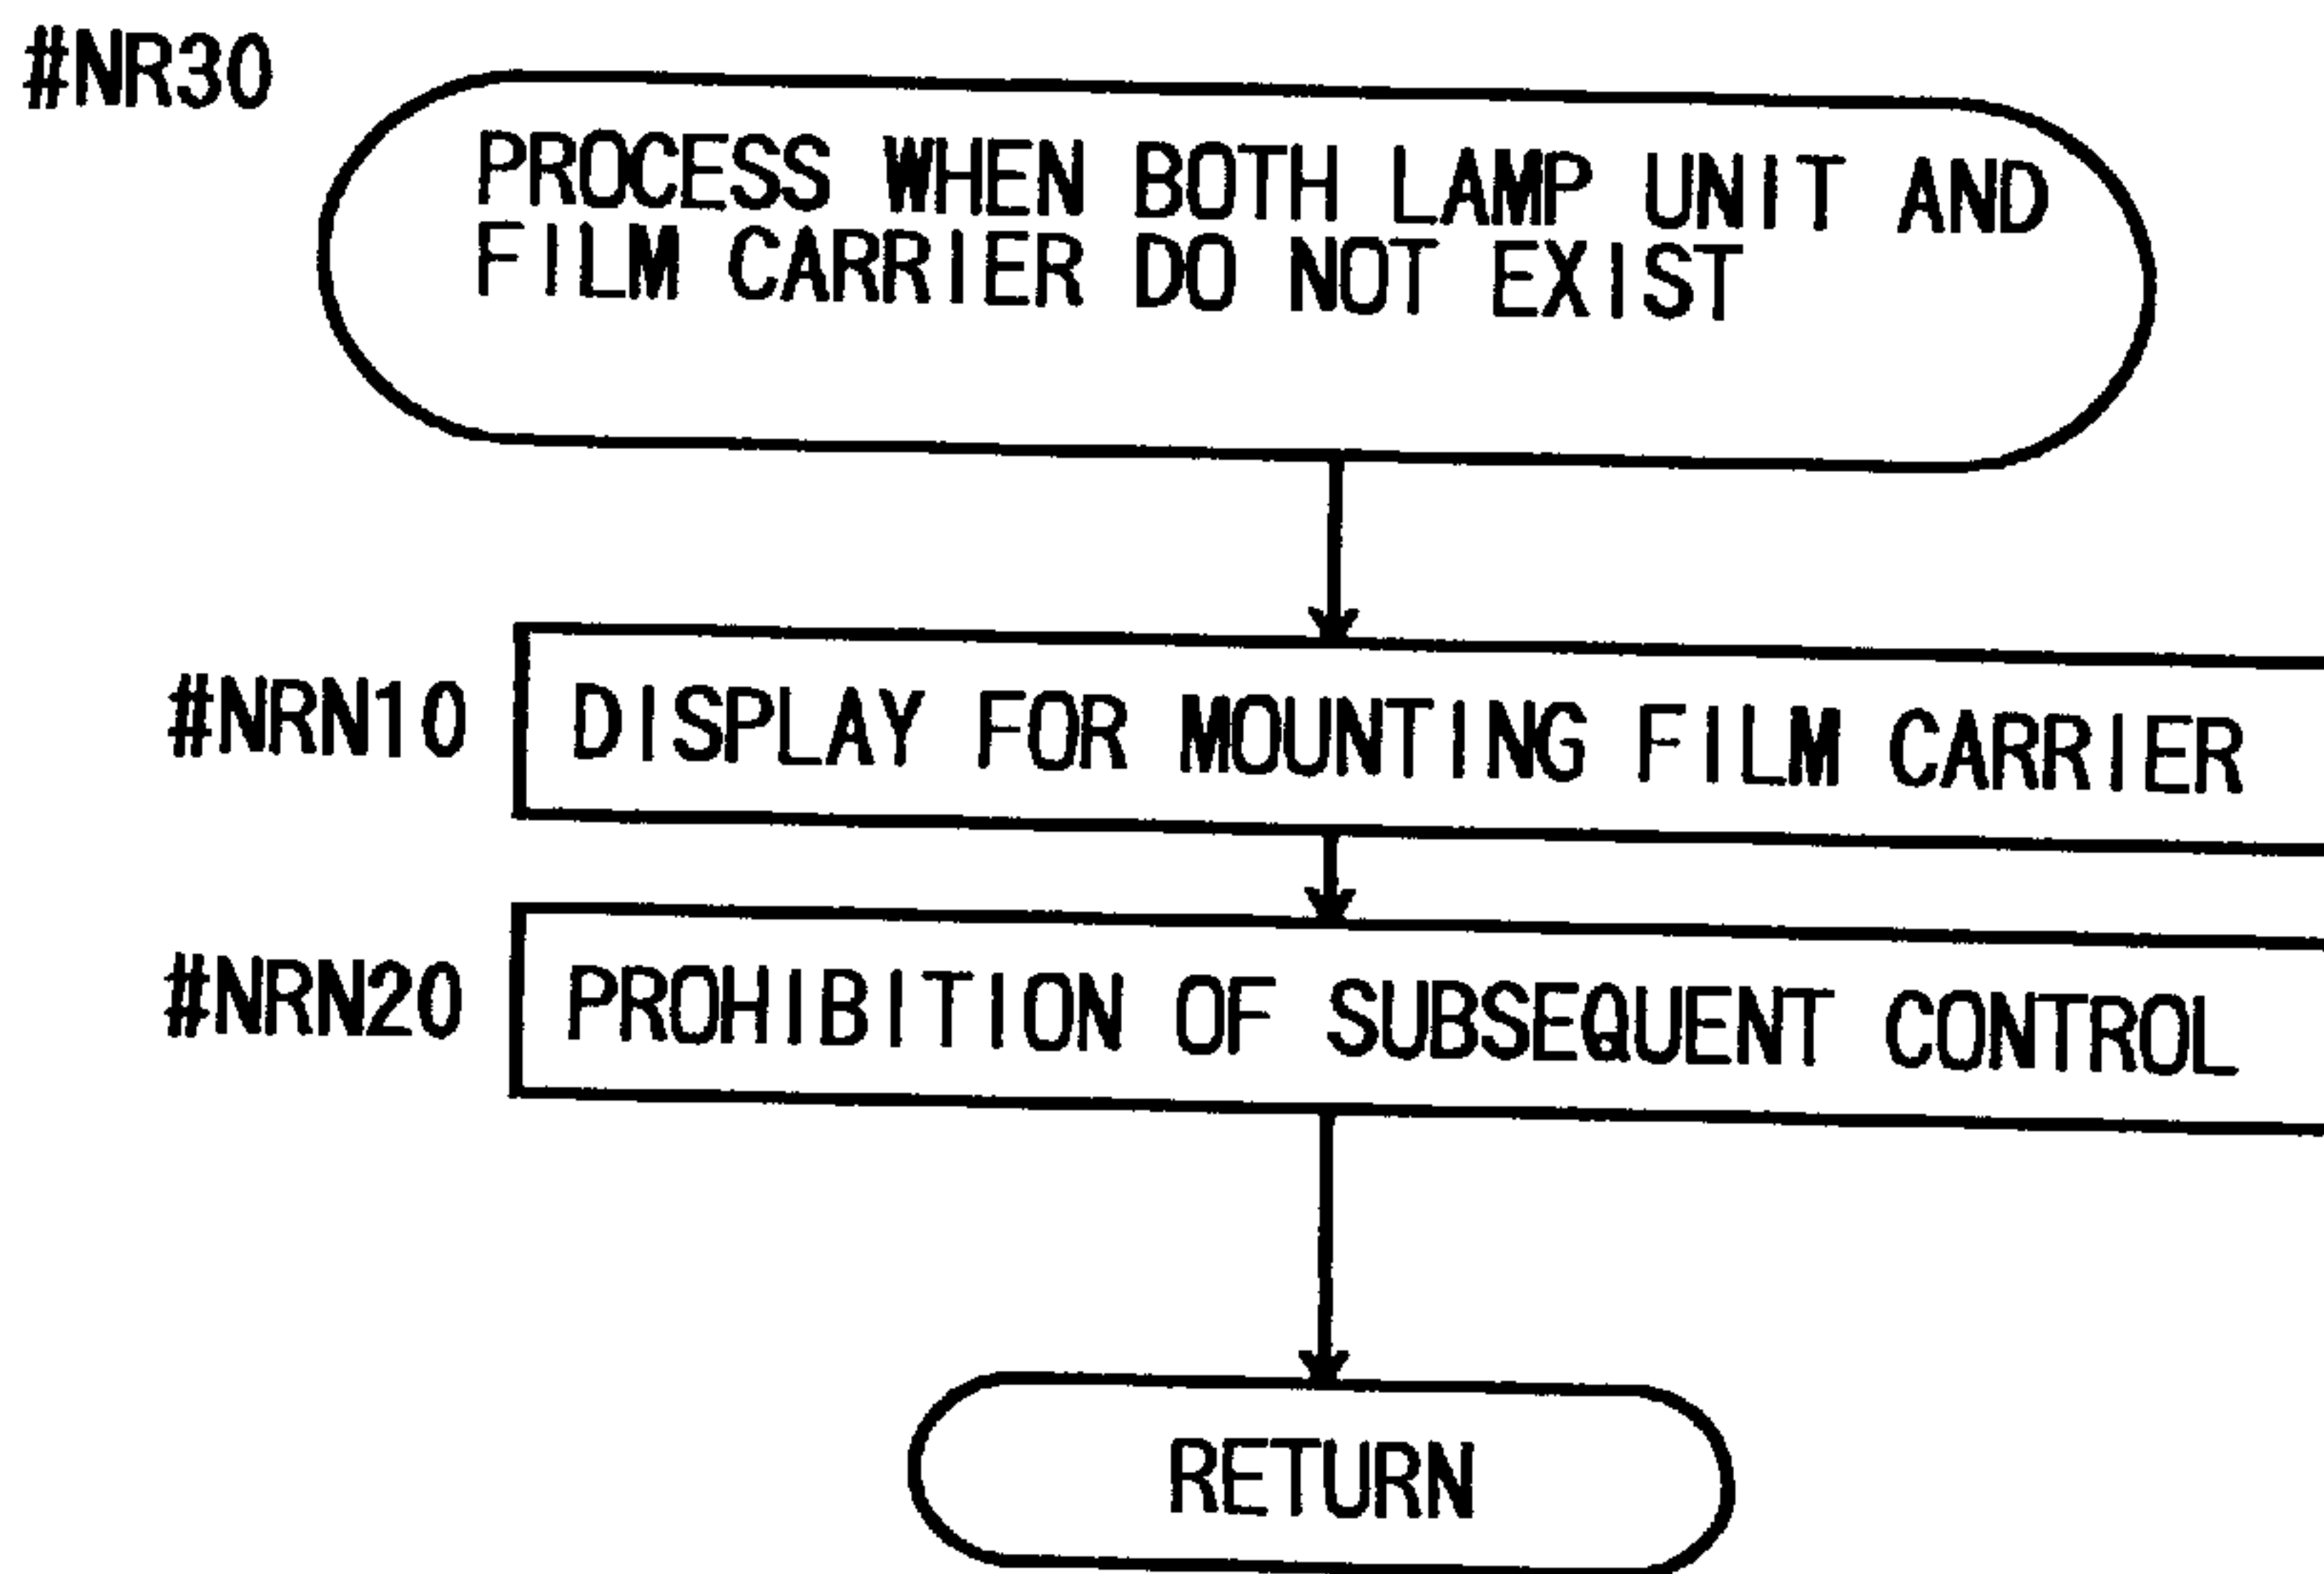 #NR30
PROCESS WHEN BOTH LAMP UNIT AND
FILM CARRIER DO NOT EXIST
#NRN10 DISPLAY FOR MOUNTING FILM CARRIER
#NRN20 PROHIBITION OF SUBSEQUENT CONTROL
RETURN